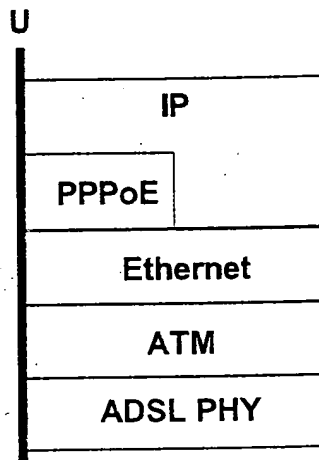 U
IP
PPPoE
Ethernet
ATM
ADSL PHY